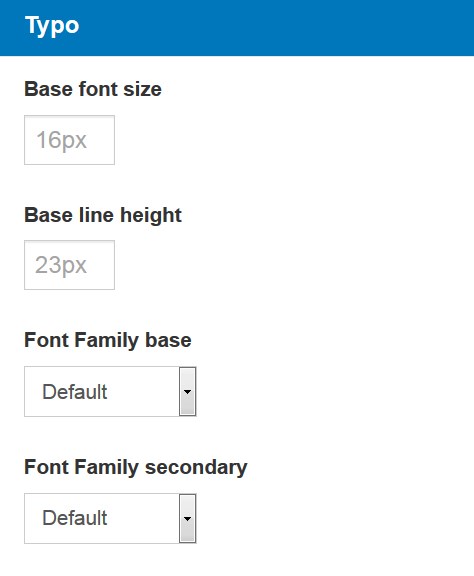 Typo
Base font size
16px
Base line height
23px
Font Family base
Default
Font Family secondary
Default